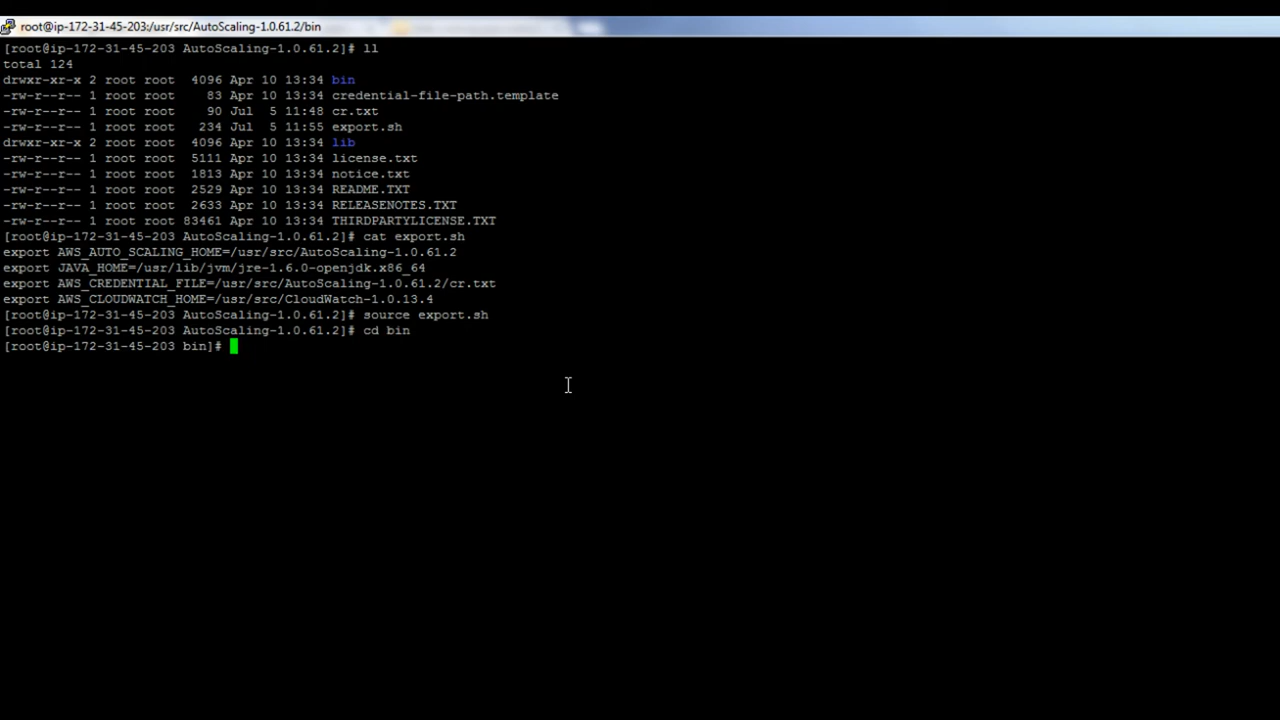 root@ip-172-31-45-203:/usr/src/AutoScaling-1.0.61.2/bin
[root@ip-172-31-45-203 AutoScaling-1.0.61.2]# ll
total 124
drwxr-xr-x 2 root root  4096 Apr 10 13:34 bin
-rw-r--r-- 1 root root    83 Apr 10 13:34 credential-file-path.template
-rw-r--r-- 1 root root    90 Jul  5 11:48 cr.txt
-rw-r--r-- 1 root root   234 Jul  5 11:55 export.sh
drwxr-xr-x 2 root root  4096 Apr 10 13:34 lib
-rw-r--r-- 1 root root  5111 Apr 10 13:34 license.txt
-rw-r--r-- 1 root root  1813 Apr 10 13:34 notice.txt
-rw-r--r-- 1 root root  2529 Apr 10 13:34 README.TXT
-rw-r--r-- 1 root root  2633 Apr 10 13:34 RELEASENOTES.TXT
-rw-r--r-- 1 root root 83461 Apr 10 13:34 THIRDPARTYLICENSE.TXT
[root@ip-172-31-45-203 AutoScaling-1.0.61.2]# cat export.sh
export AWS_AUTO_SCALING_HOME=/usr/src/AutoScaling-1.0.61.2
export JAVA_HOME=/usr/lib/jvm/jre-1.6.0-openjdk.x86_64
export AWS_CREDENTIAL_FILE=/usr/src/AutoScaling-1.0.61.2/cr.txt
export AWS_CLOUDWATCH_HOME=/usr/src/CloudWatch-1.0.13.4
[root@ip-172-31-45-203 AutoScaling-1.0.61.2]# source export.sh
[root@ip-172-31-45-203 AutoScaling-1.0.61.2]# cd bin
[root@ip-172-31-45-203 bin]#